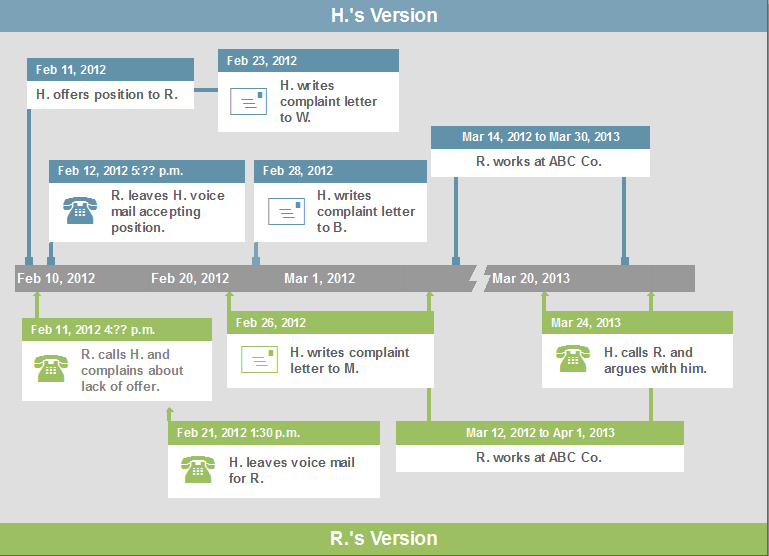 H.'s Version
Feb 11, 2012
H. offers position to R.
Feb 23, 2012
H. writes
complaint letter
to W.
Mar 14, 2012 to Mar 30, 2013
R. works at ABC Co.
Feb 12, 2012 5:?? p.m.
R. leaves H. voice
mail accepting
position.
Feb 28, 2012
H. writes
complaint letter
to B.
Feb 10, 2012
Feb 20, 2012
Mar 1, 2012
Mar 20, 2013
Feb 11, 2012 4:?? p.m.
R. calls H. and
complains about
lack of offer.
Feb 26, 2012
H. writes complaint
letter to M.
Mar 24, 2013
H. calls R. and
argues with him.
Feb 21, 2012 1:30 p.m.
H. leaves voice mail
for R.
Mar 12, 2012 to Apr 1, 2013
R. works at ABC Co.
R.'s Version